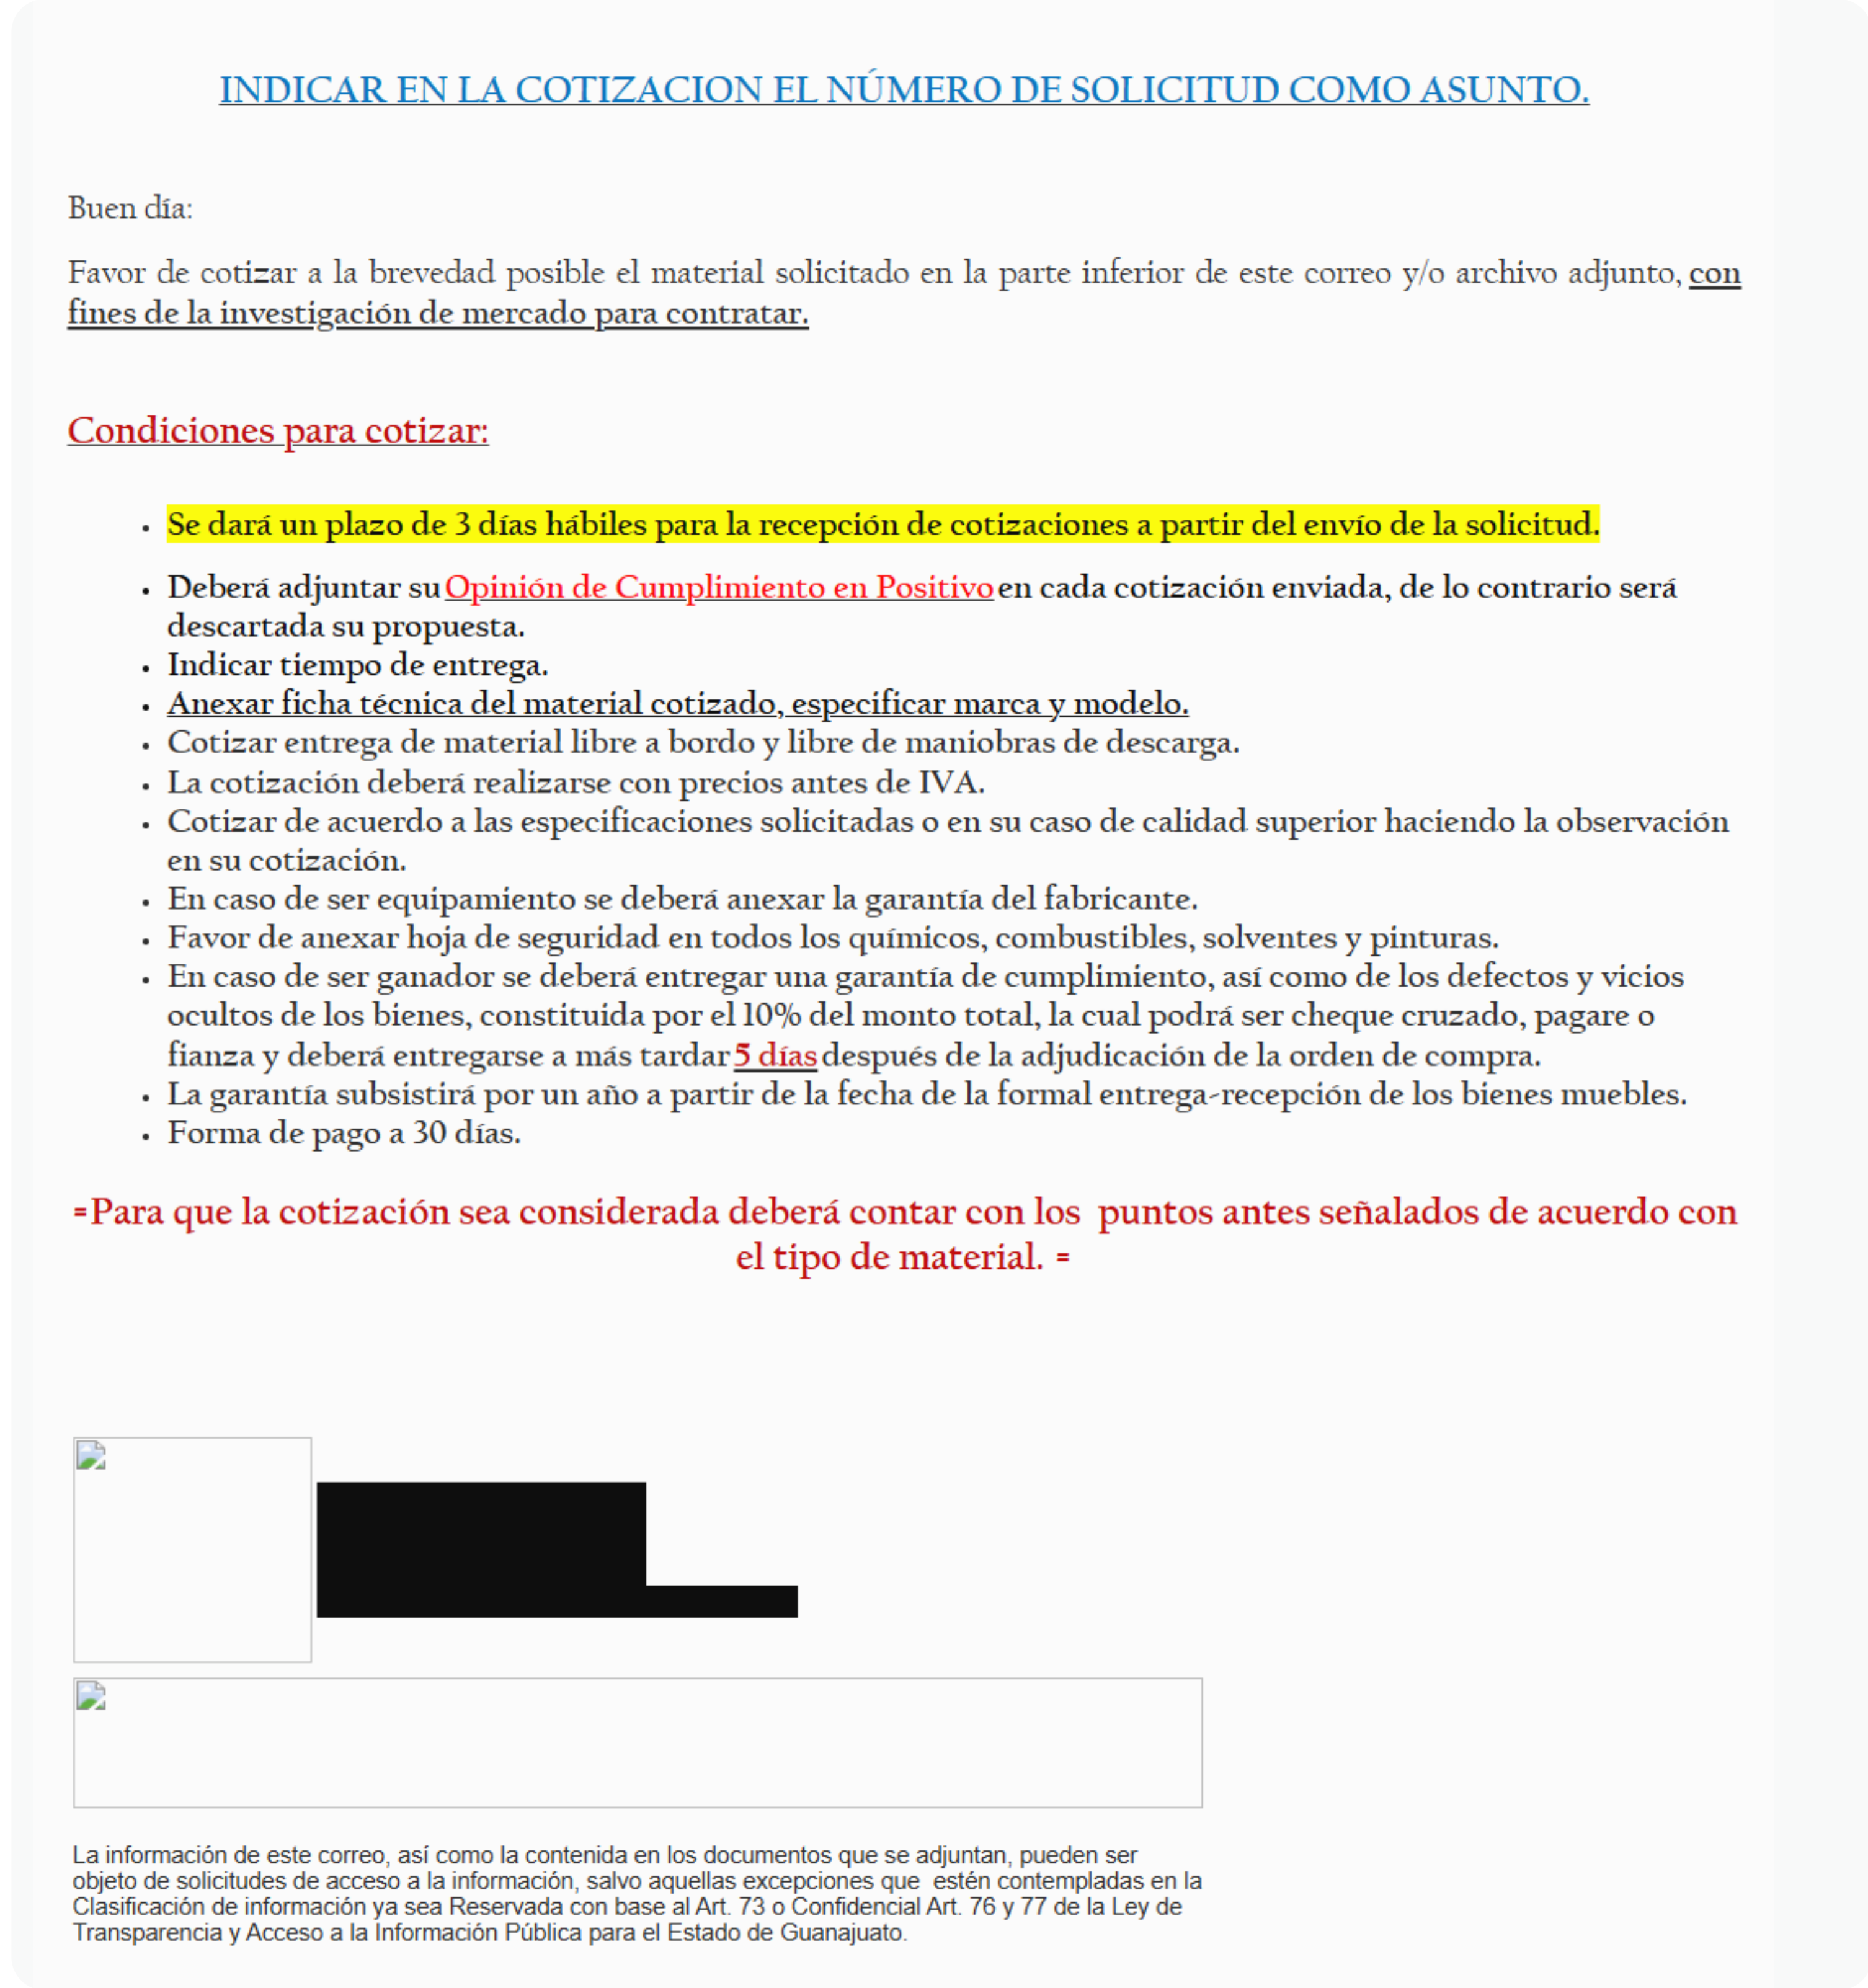 INDICAR EN LA COTIZACION EL NÚMERO DE SOLICITUD COMO ASUNTO.
Buen día:
Favor de cotizar a la brevedad posible el material solicitado en la parte inferior de este correo y/o archivo adjunto, con
fines de la investigación de mercado para contratar.
Condiciones para cotizar:
• Se dará un plazo de 3 días hábiles para la recepción de cotizaciones a partir del envío de la solicitud.
• Deberá adjuntar su Opinión de Cumplimiento en Positivo en cada cotización enviada, de lo contrario será
descartada su propuesta.
• Indicar tiempo de entrega.
• Anexar ficha técnica del material cotizado, especificar marca y modelo.
• Cotizar entrega de material libre a bordo y libre de maniobras de descarga.
• La cotización deberá realizarse con precios antes de IVA.
• Cotizar de acuerdo a las especificaciones solicitadas o en su caso de calidad superior haciendo la observación
en su cotización.
• En caso de ser equipamiento se deberá anexar la garantía del fabricante.
• Favor de anexar hoja de seguridad en todos los químicos, combustibles, solventes y pinturas.
• En caso de ser ganador se deberá entregar una garantía de cumplimiento, así como de los defectos y vicios
ocultos de los bienes, constituida por el 10% del monto total, la cual podrá ser cheque cruzado, pagare o
fianza y deberá entregarse a más tardar 5 días después de la adjudicación de la orden de compra.
• La garantía subsistirá por un año a partir de la fecha de la formal entrega-recepción de los bienes muebles.
• Forma de pago a 30 días.
=Para que la cotización sea considerada deberá contar con los puntos antes señalados de acuerdo con
el tipo de material. =
La información de este correo, así como la contenida en los documentos que se adjuntan, pueden ser
objeto de solicitudes de acceso a la información, salvo aquellas excepciones que estén contempladas en la
Clasificación de información ya sea Reservada con base al Art. 73 o Confidencial Art. 76 y 77 de la Ley de
Transparencia y Acceso a la Información Pública para el Estado de Guanajuato.